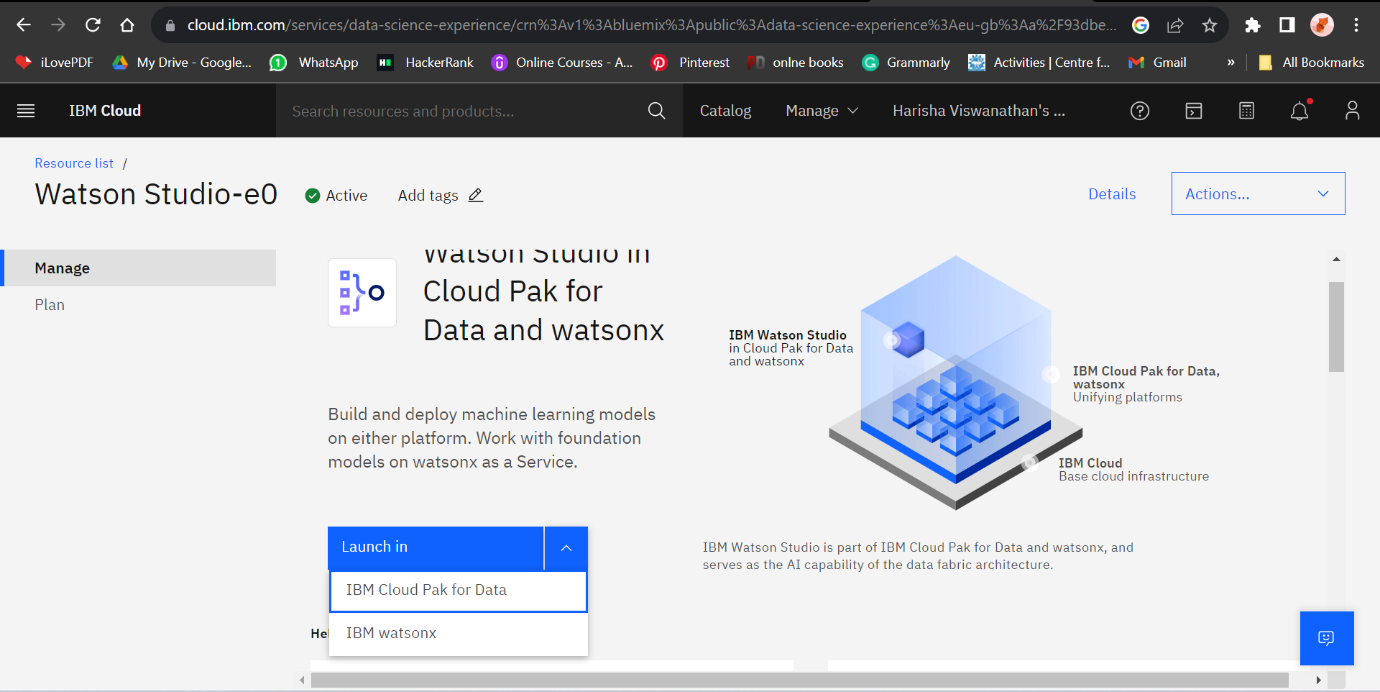 cloud.ibm.com/services/data-science-experience/crn%3Av1%3Abluemix%3Apublic%3Adata-science-experience%3Aeu-gb%3Aa%2F93dbe...
iLovePDF
My Drive - Google...
WhatsApp
HackerRank
Online Courses - A...
Pinterest
onlne books
Grammarly
Activities | Centre f...
Gmail
»
All Bookmarks
IBM Cloud
Search resources and products...
Catalog
Manage
Harisha Viswanathan's ...
Resource list /
Watson Studio-e0
Active
Add tags
Details
Actions...
Manage
Plan
Watson Studio in
Cloud Pak for
Data and watsonx
Build and deploy machine learning models
on either platform. Work with foundation
models on watsonx as a Service.
Launch in
IBM Cloud Pak for Data
IBM watsonx
He
IBM Watson Studio
in Cloud Pak for Data
and watsonx
IBM Cloud Pak for Data,
watsonx
Unifying platforms
IBM Cloud
Base cloud infrastructure
IBM Watson Studio is part of IBM Cloud Pak for Data and watsonx, and
serves as the AI capability of the data fabric architecture.